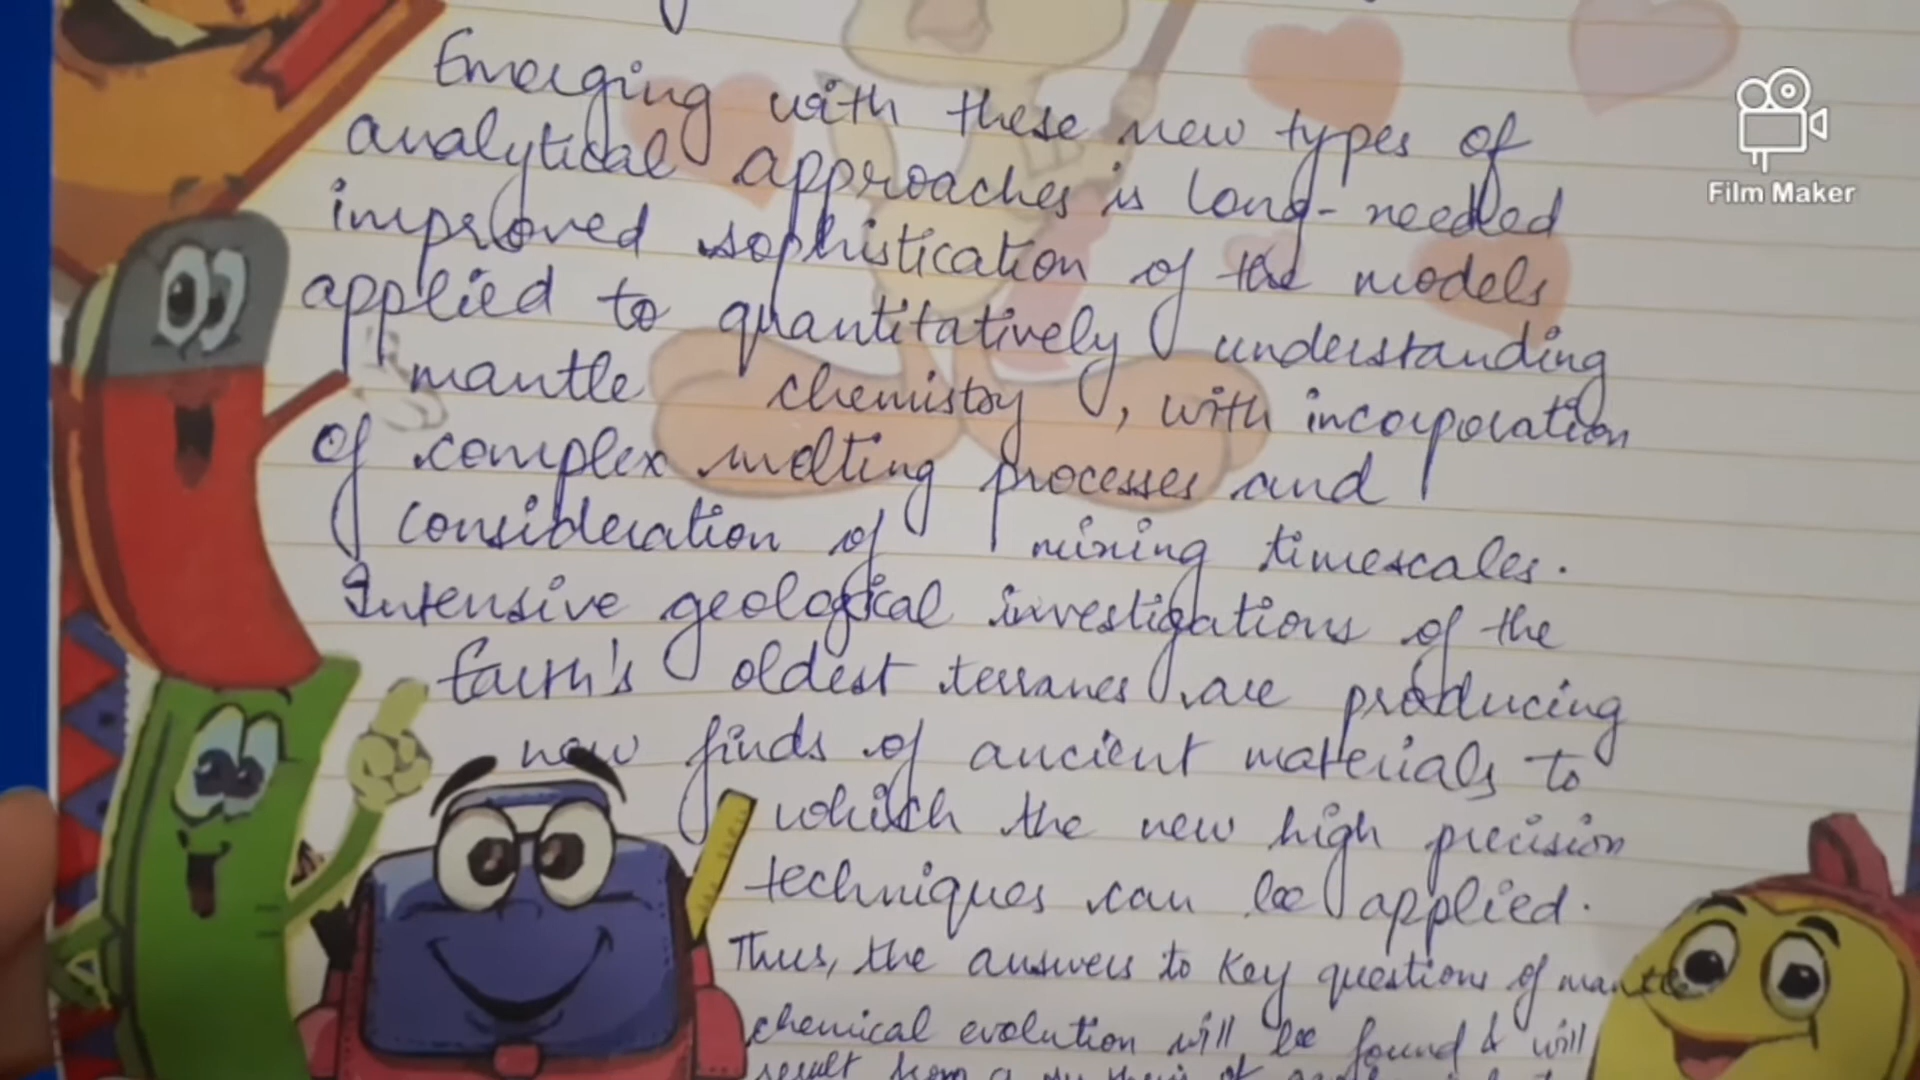 Emerging with these new types of
analytical approaches is long-needed
improved sophistication of the models
applied to quantitatively understanding
mantle chemistry, with incorporation
of complex melting processes and
consideration of mixing timescales.
Intensive geological investigations of the
Earth's oldest terranes are producing
new finds of ancient materials to
which the new high precision
techniques can be applied.
Thus, the answers to key questions of mantle
chemical evolution will be found & will
result from a
Film Maker